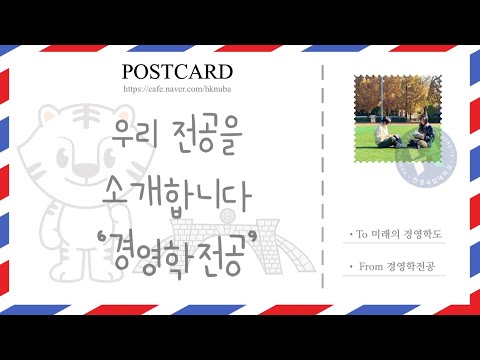 POSTCARD
https://cafe.naver.com/hknuba
우리 전공을
소개합니다
‘경영학전공’
• To 미래의 경영학도
• From 경영학전공